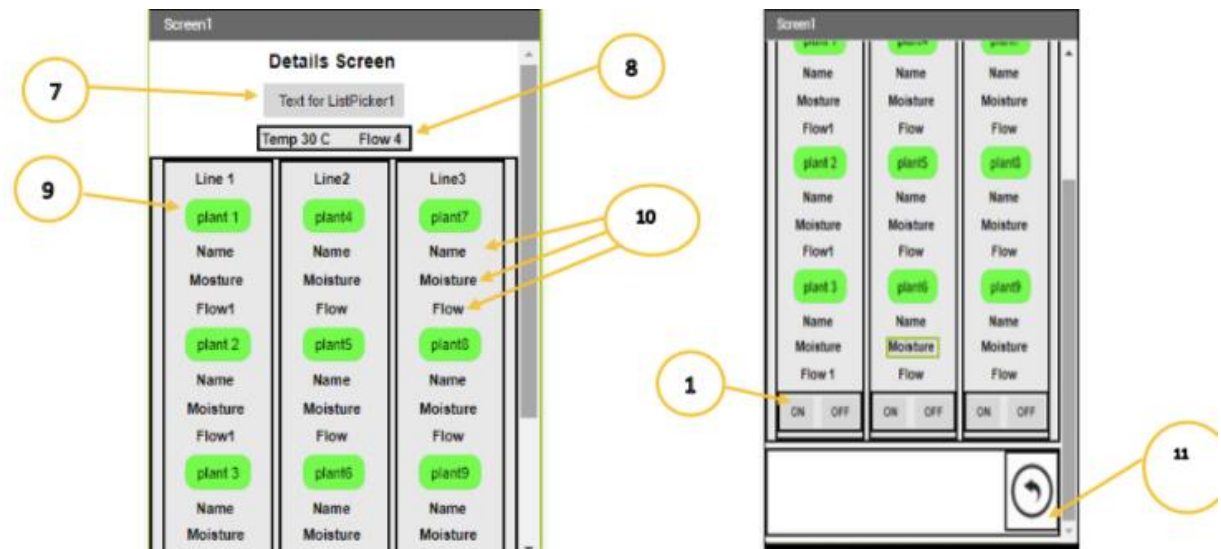 Screen1
Details Screen
7
8
Text for ListPicker1
Temp 30 C Flow 4
9
Line 1 Line2 Line3
plant 1 plant4 plant7
10
Name Name Name
Mosture Moisture Moisture
Flow1 Flow Flow
plant 2 plant5 plant8
Name Name Name
Moisture Moisture Moisture
Flow1 Flow Flow
plant 3 plant6 plant9
Name Name Name
Moisture Moisture Moisture
Screen1
Name Name Name
Mosture Moisture Moisture
Flow1 Flow Flow
plant 2 plant5 plant8
Name Name Name
Moisture Moisture Moisture
Flow1 Flow Flow
plant 3 plant6 plant9
Name Name Name
Moisture Moisture Moisture
Flow 1 Flow Flow
1
ON OFF ON OFF ON OFF
11